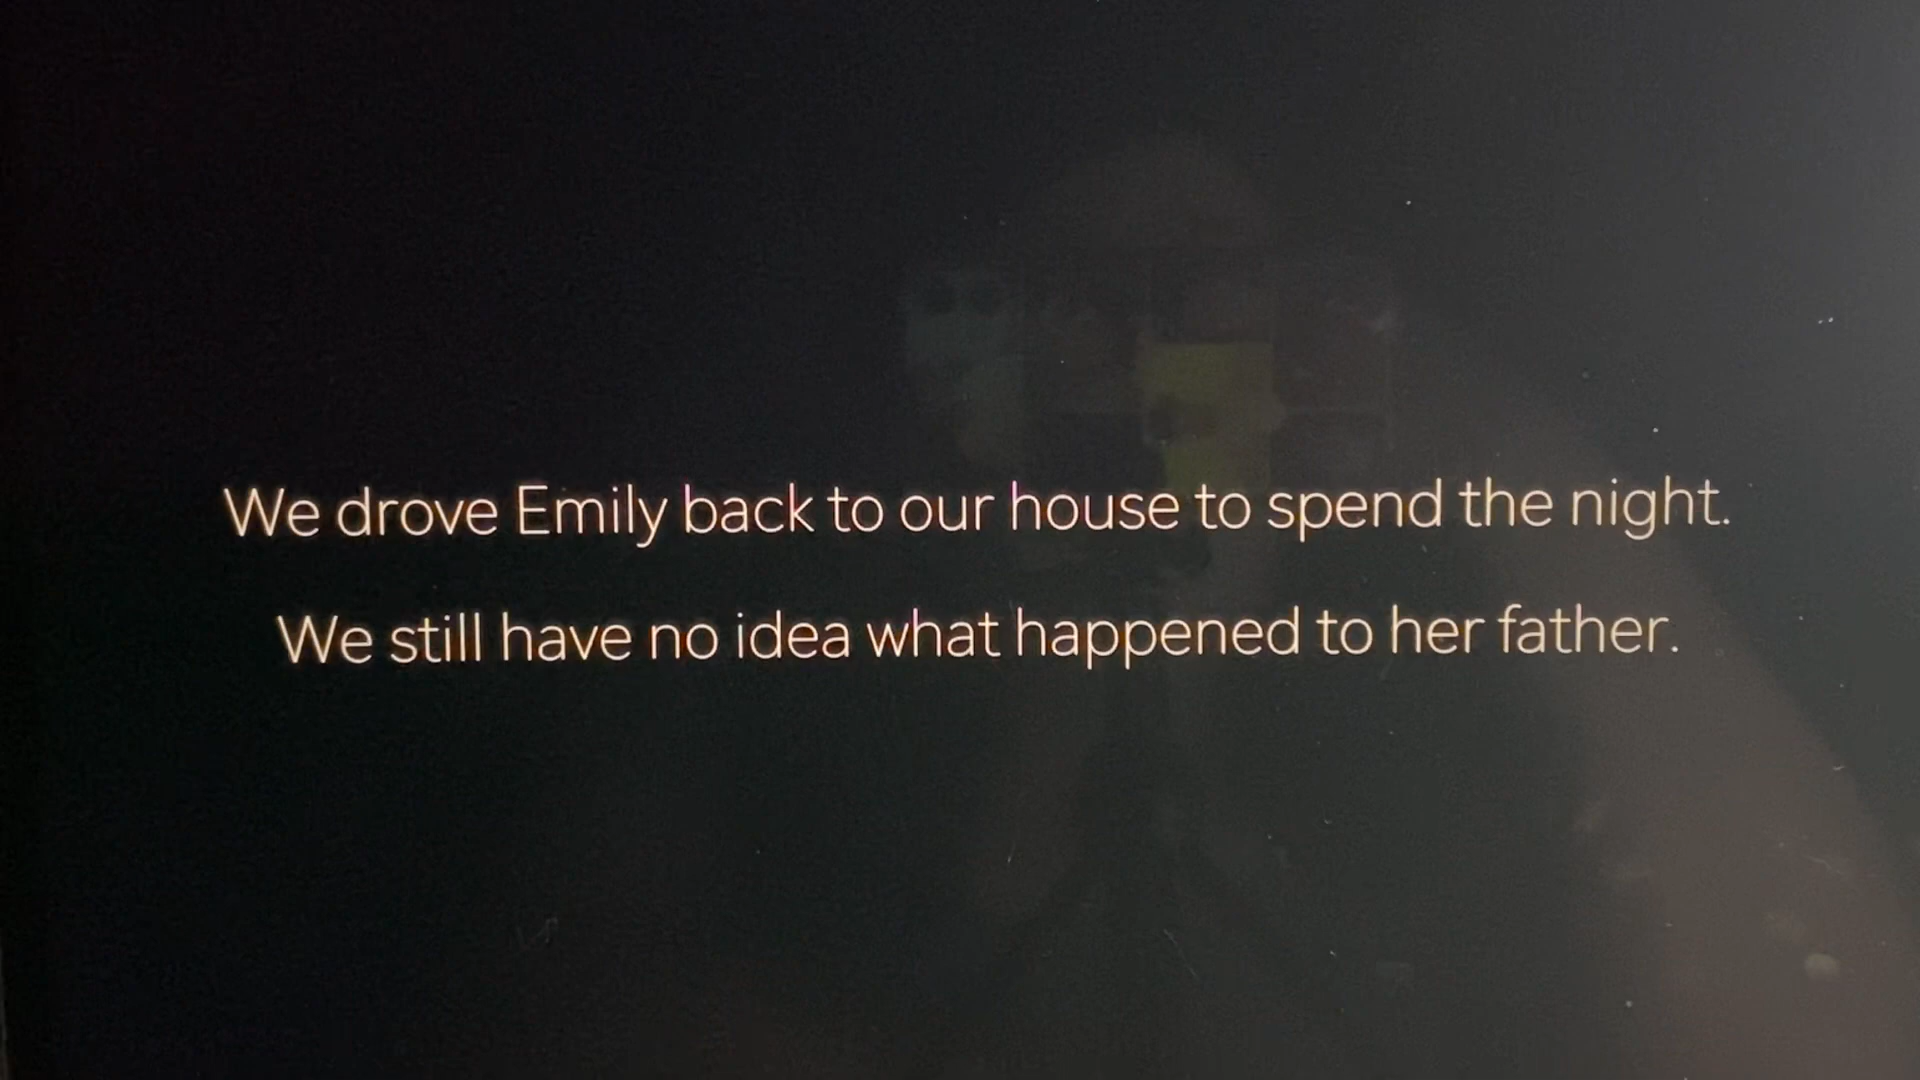 We drove Emily back to our house to spend the night.
We still have no idea what happened to her father.